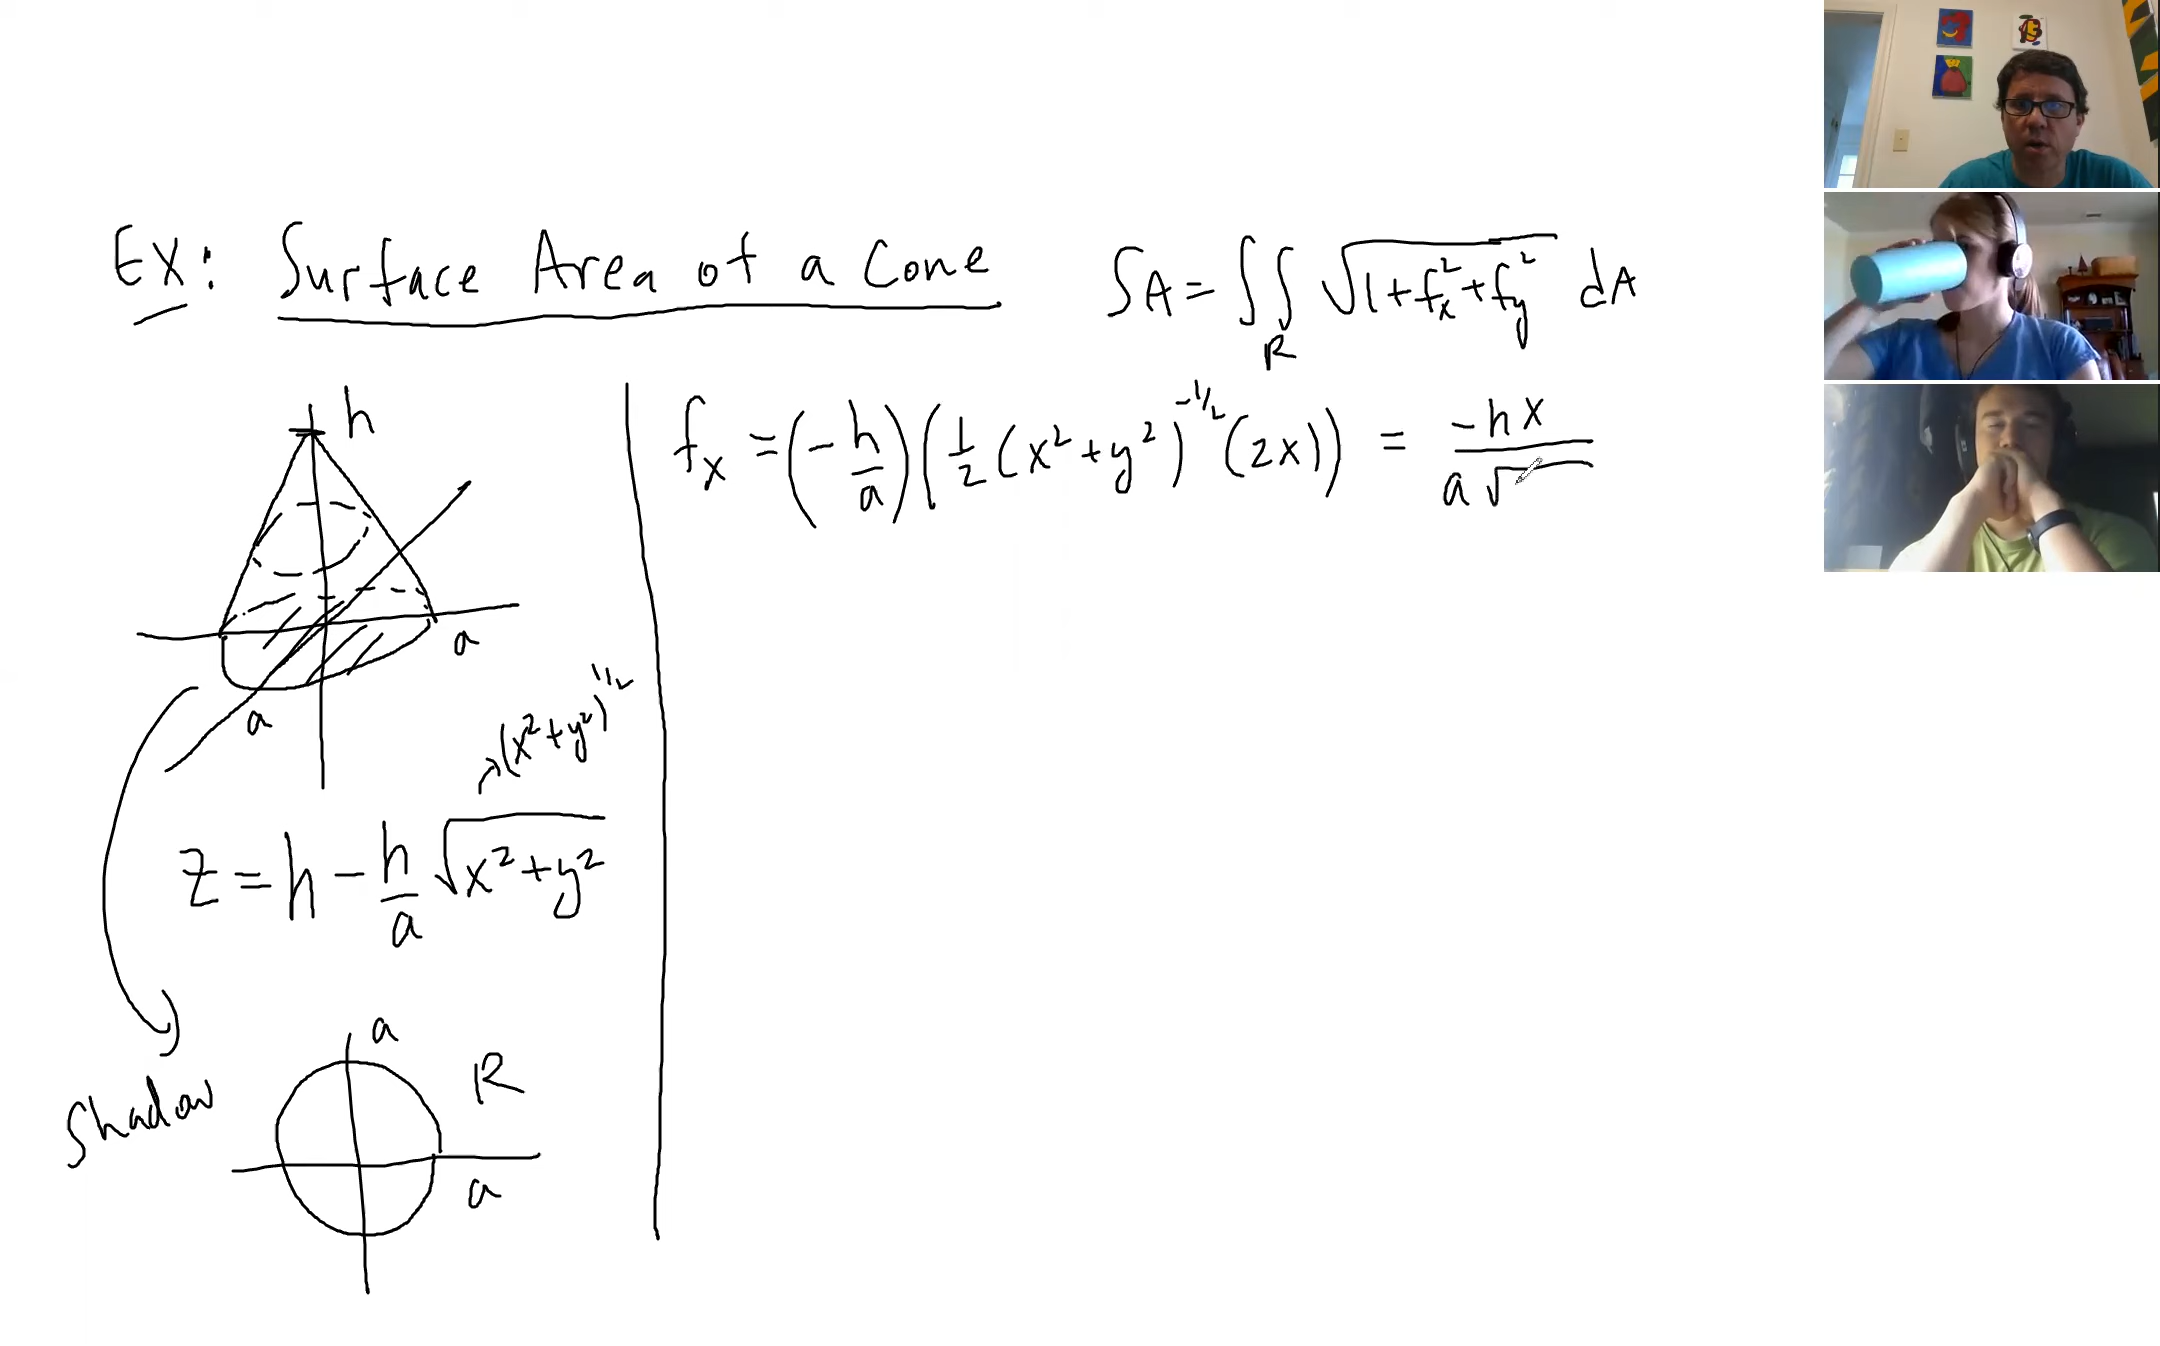 EX: Surface Area of a Cone
SA = ∫∫_R √(1+f_x²+f_y²) dA
h
a
a
f_x = (-h/a)(1/2 (x²+y²)^(-1/2) (2x)) = -hx / a√
→(x²+y²)^(1/2)
z = h - h/a √(x²+y²)
Shadow
a
R
a